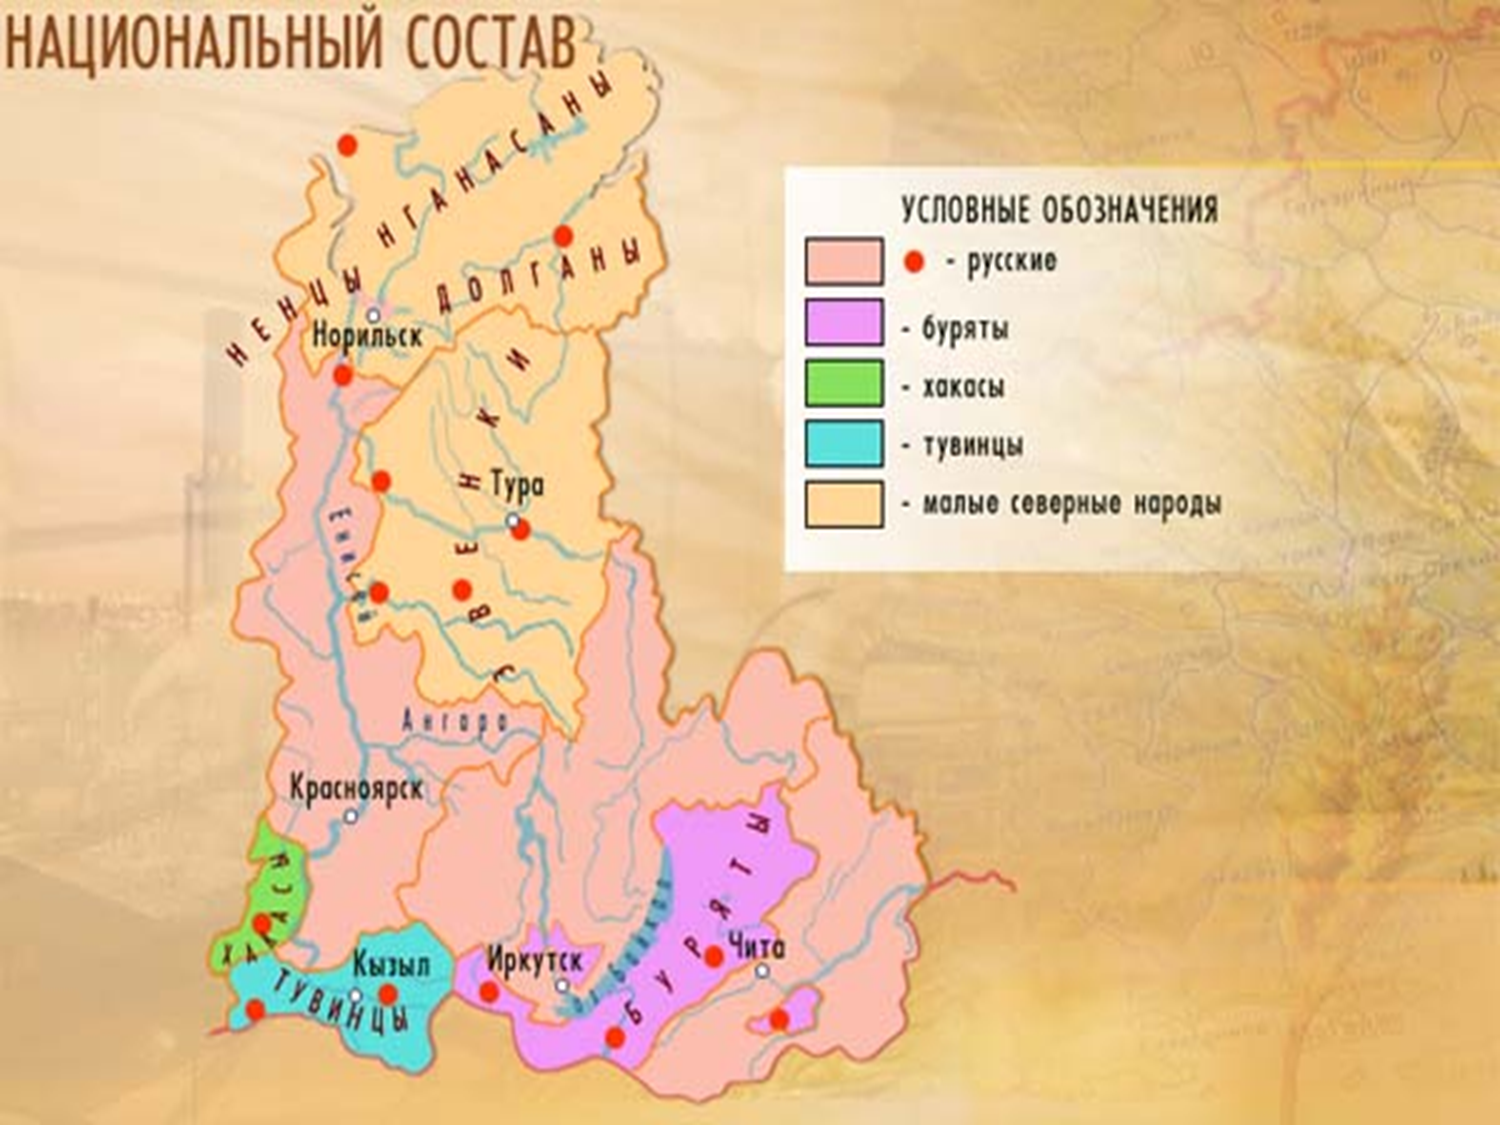 НАЦИОНАЛЬНЫЙ СОСТАВ
НГАНАСАНЫ
НЕНЦЫ
ДОЛГАНЫ
Норильск
ЭВЕНКИ
Тура
Енисей
Ангара
Красноярск
ХАКАСЫ
Кызыл
ТУВИНЦЫ
Иркутск
оз. Байкал
БУРЯТЫ
Чита
УСЛОВНЫЕ ОБОЗНАЧЕНИЯ
- русские
- буряты
- хакасы
- тувинцы
- малые северные народы